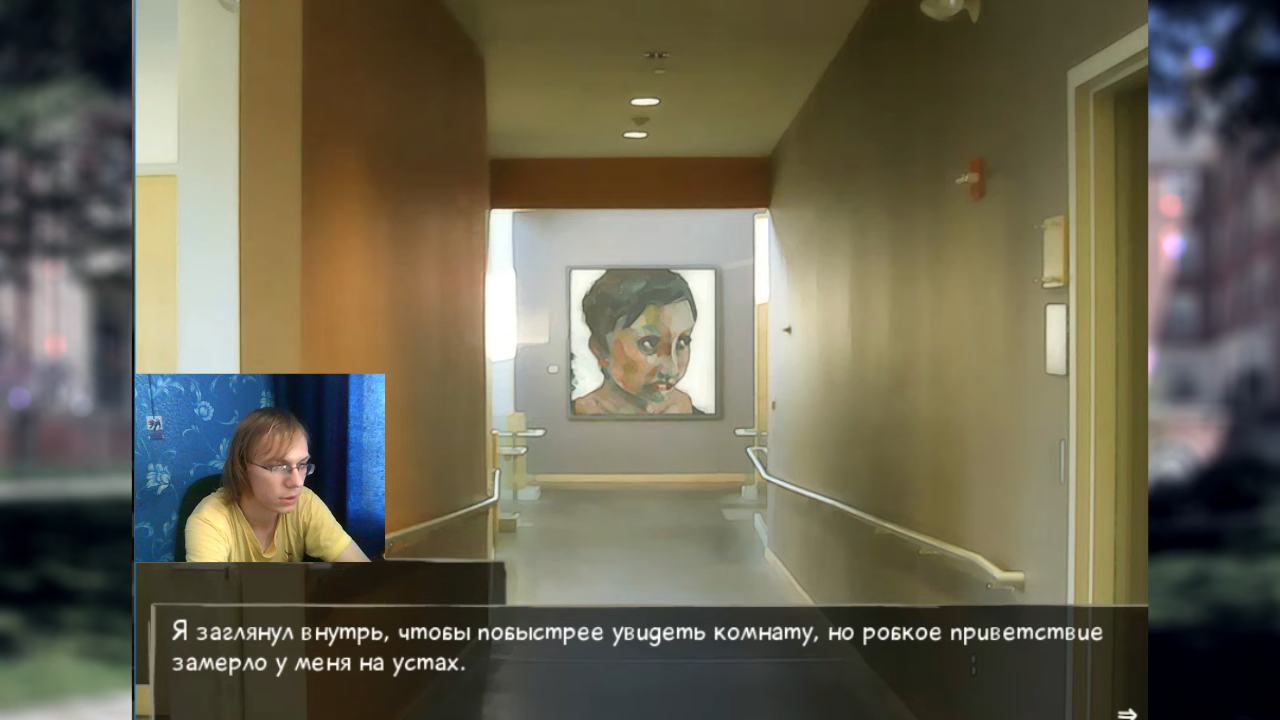 Я заглянул внутрь, чтобы побыстрее увидеть комнату, но робкое приветствие
замерло у меня на устах.